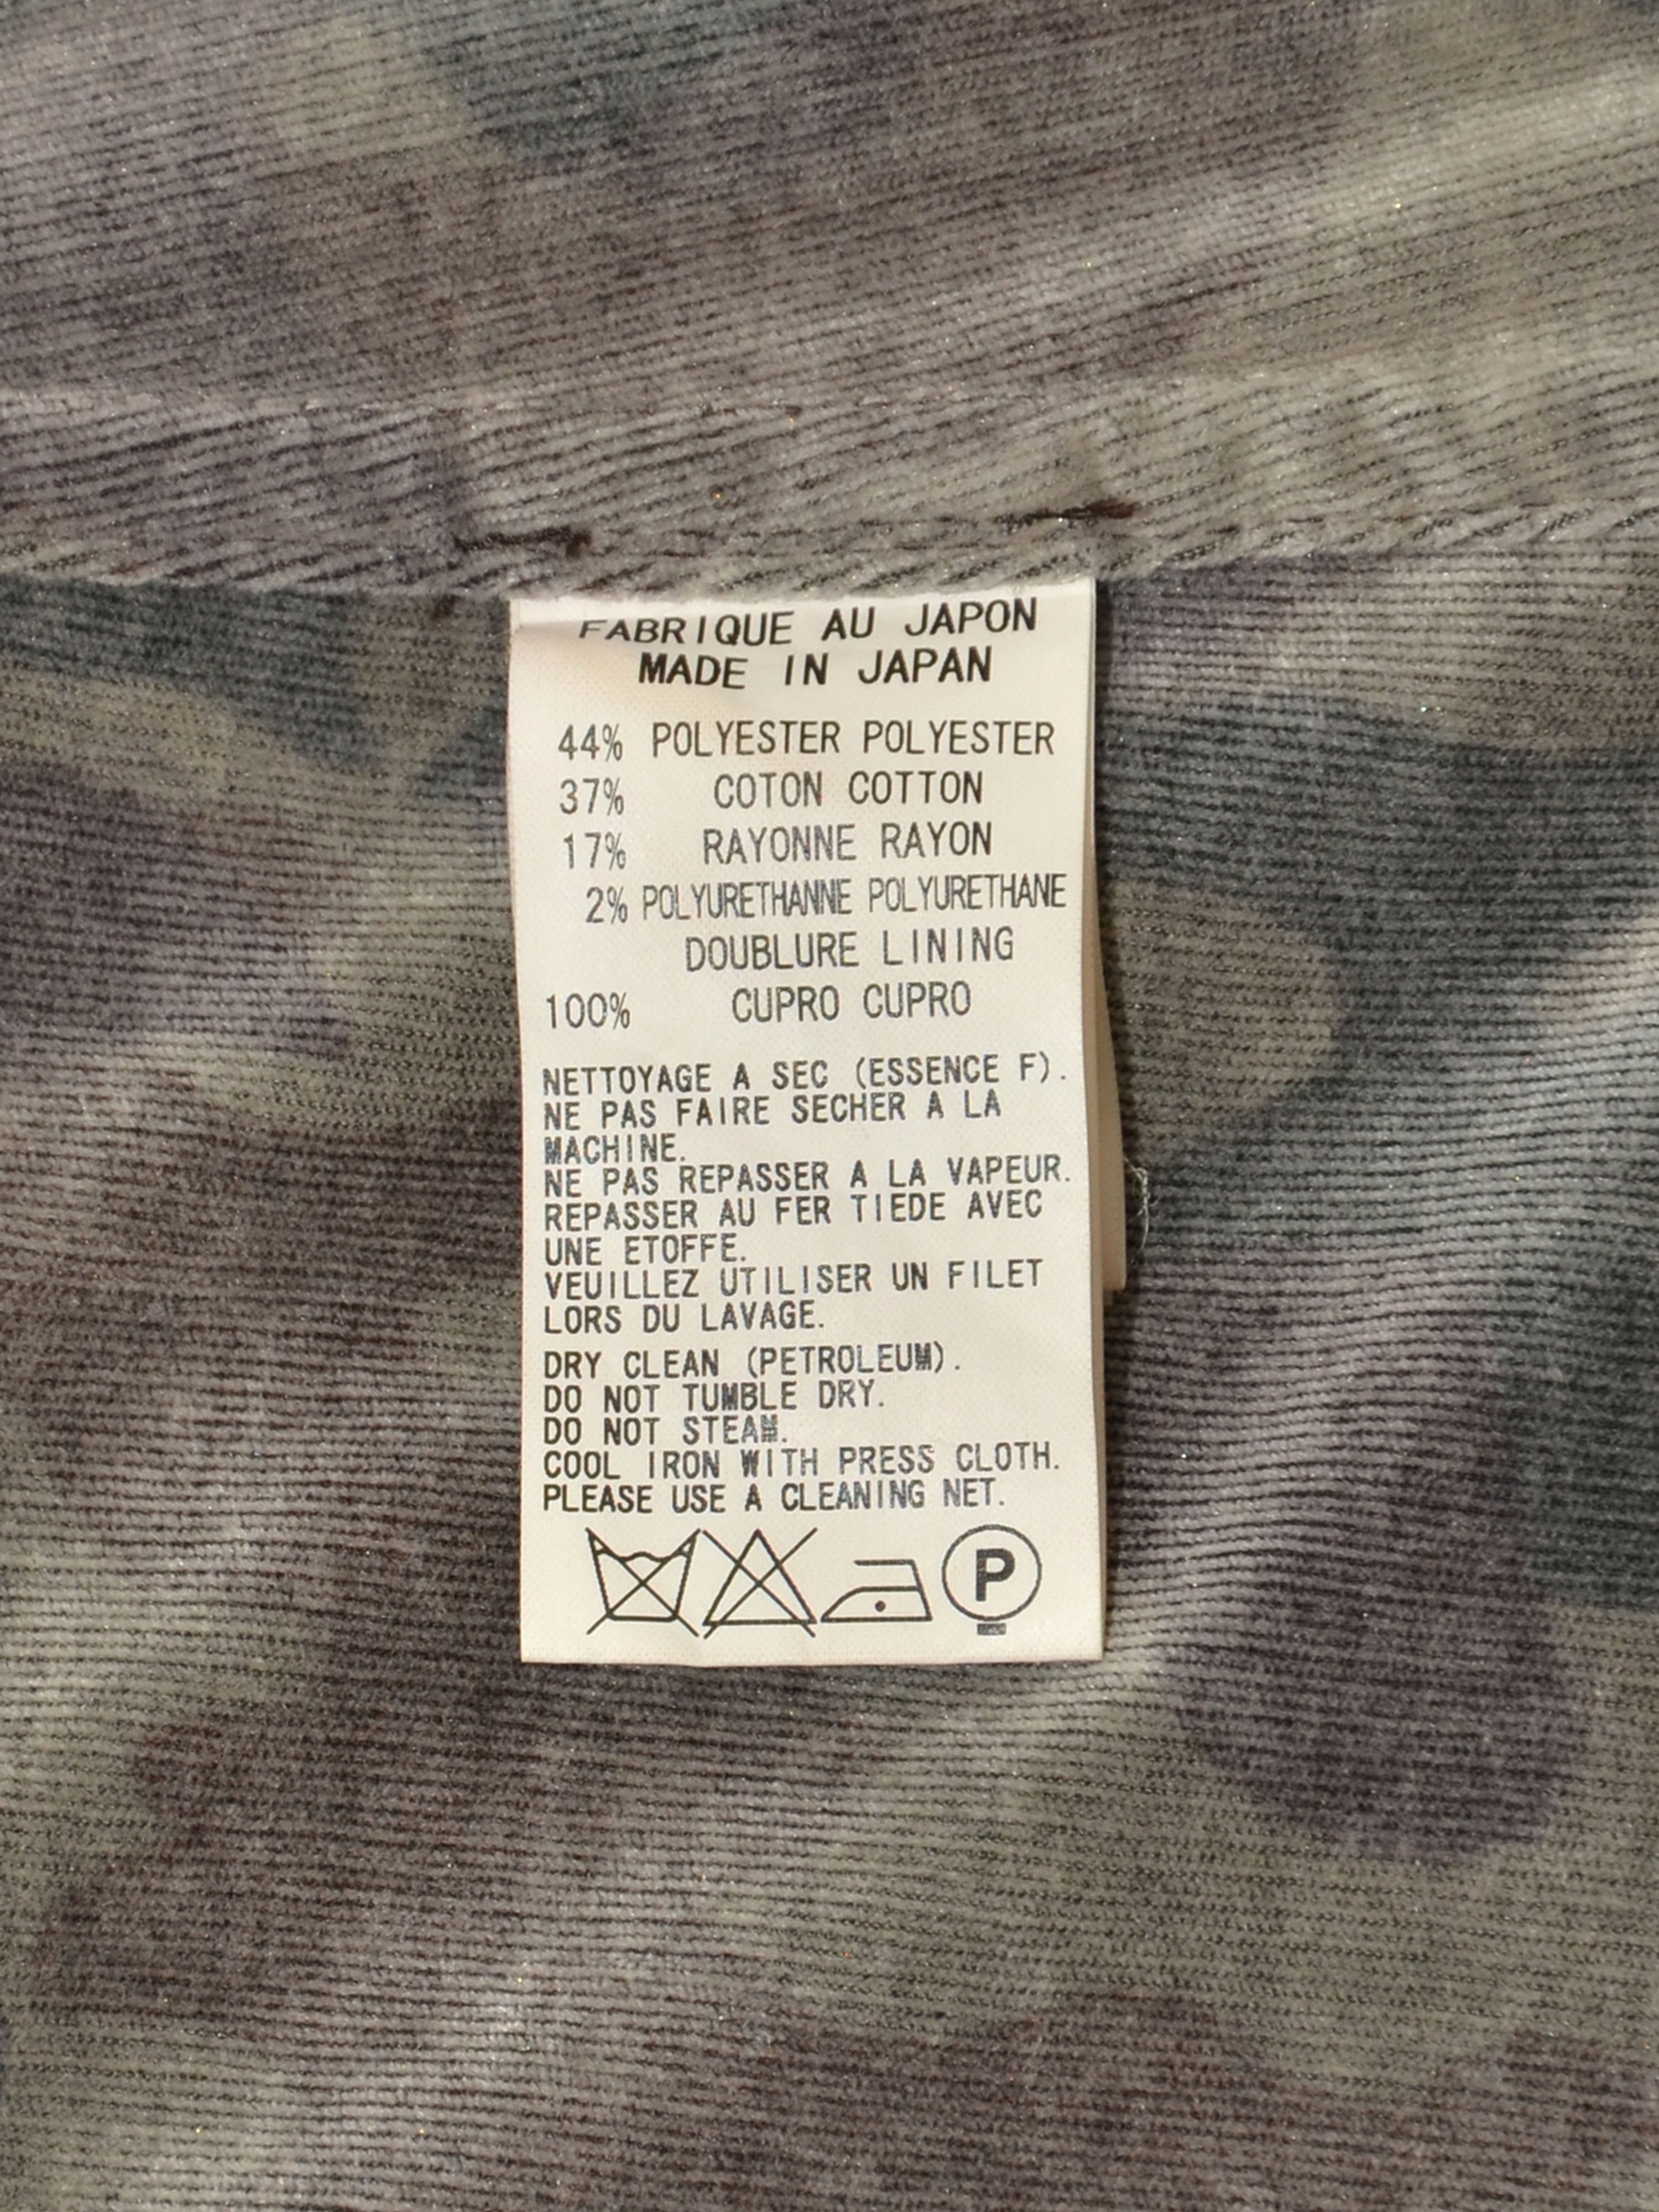 FABRIQUE AU JAPON
MADE IN JAPAN
44% POLYESTER POLYESTER
37% COTON COTTON
17% RAYONNE RAYON
2% POLYURETHANNE POLYURETHANE
DOUBLURE LINING
100% CUPRO CUPRO
NETTOYAGE A SEC (ESSENCE F).
NE PAS FAIRE SECHER A LA
MACHINE.
NE PAS REPASSER A LA VAPEUR.
REPASSER AU FER TIEDE AVEC
UNE ETOFFE.
VEUILLEZ UTILISER UN FILET
LORS DU LAVAGE.
DRY CLEAN (PETROLEUM).
DO NOT TUMBLE DRY.
DO NOT STEAM.
COOL IRON WITH PRESS CLOTH.
PLEASE USE A CLEANING NET.
P